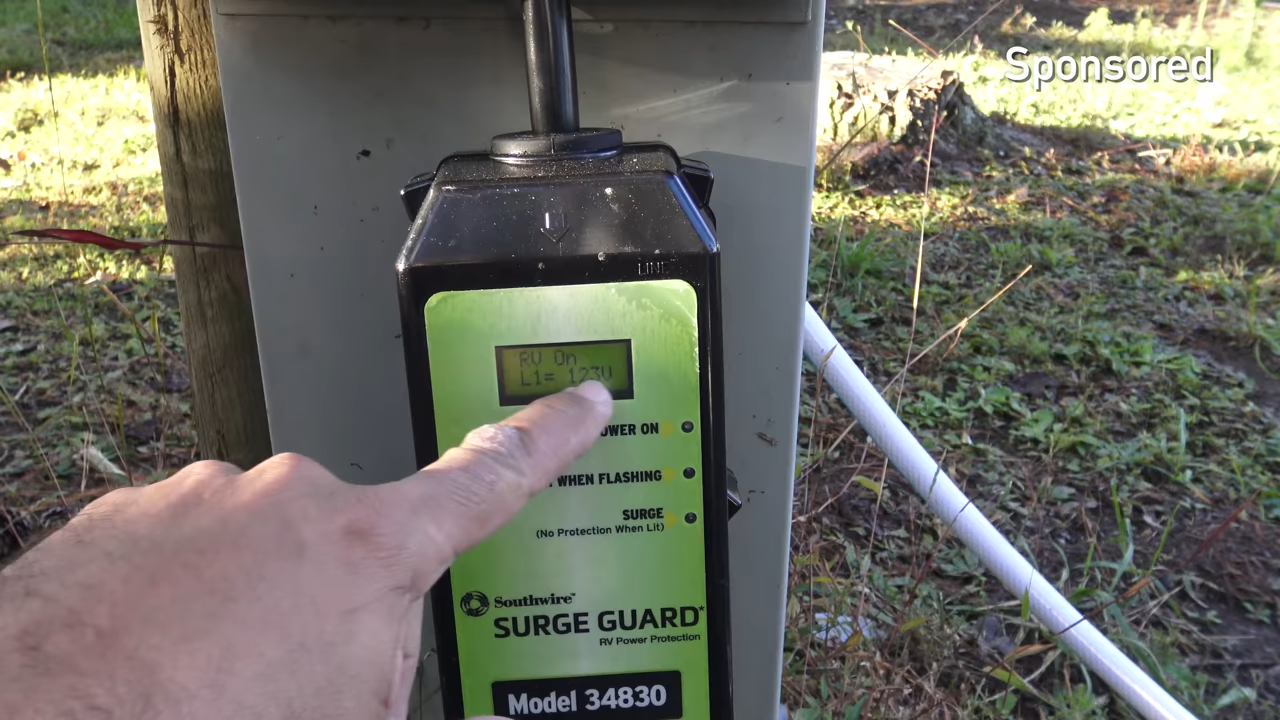 Sponsored
LINE
RV On
L1= 123V
POWER ON
WHEN FLASHING
SURGE
(No Protection When Lit)
Southwire™
SURGE GUARD*
RV Power Protection
Model 34830